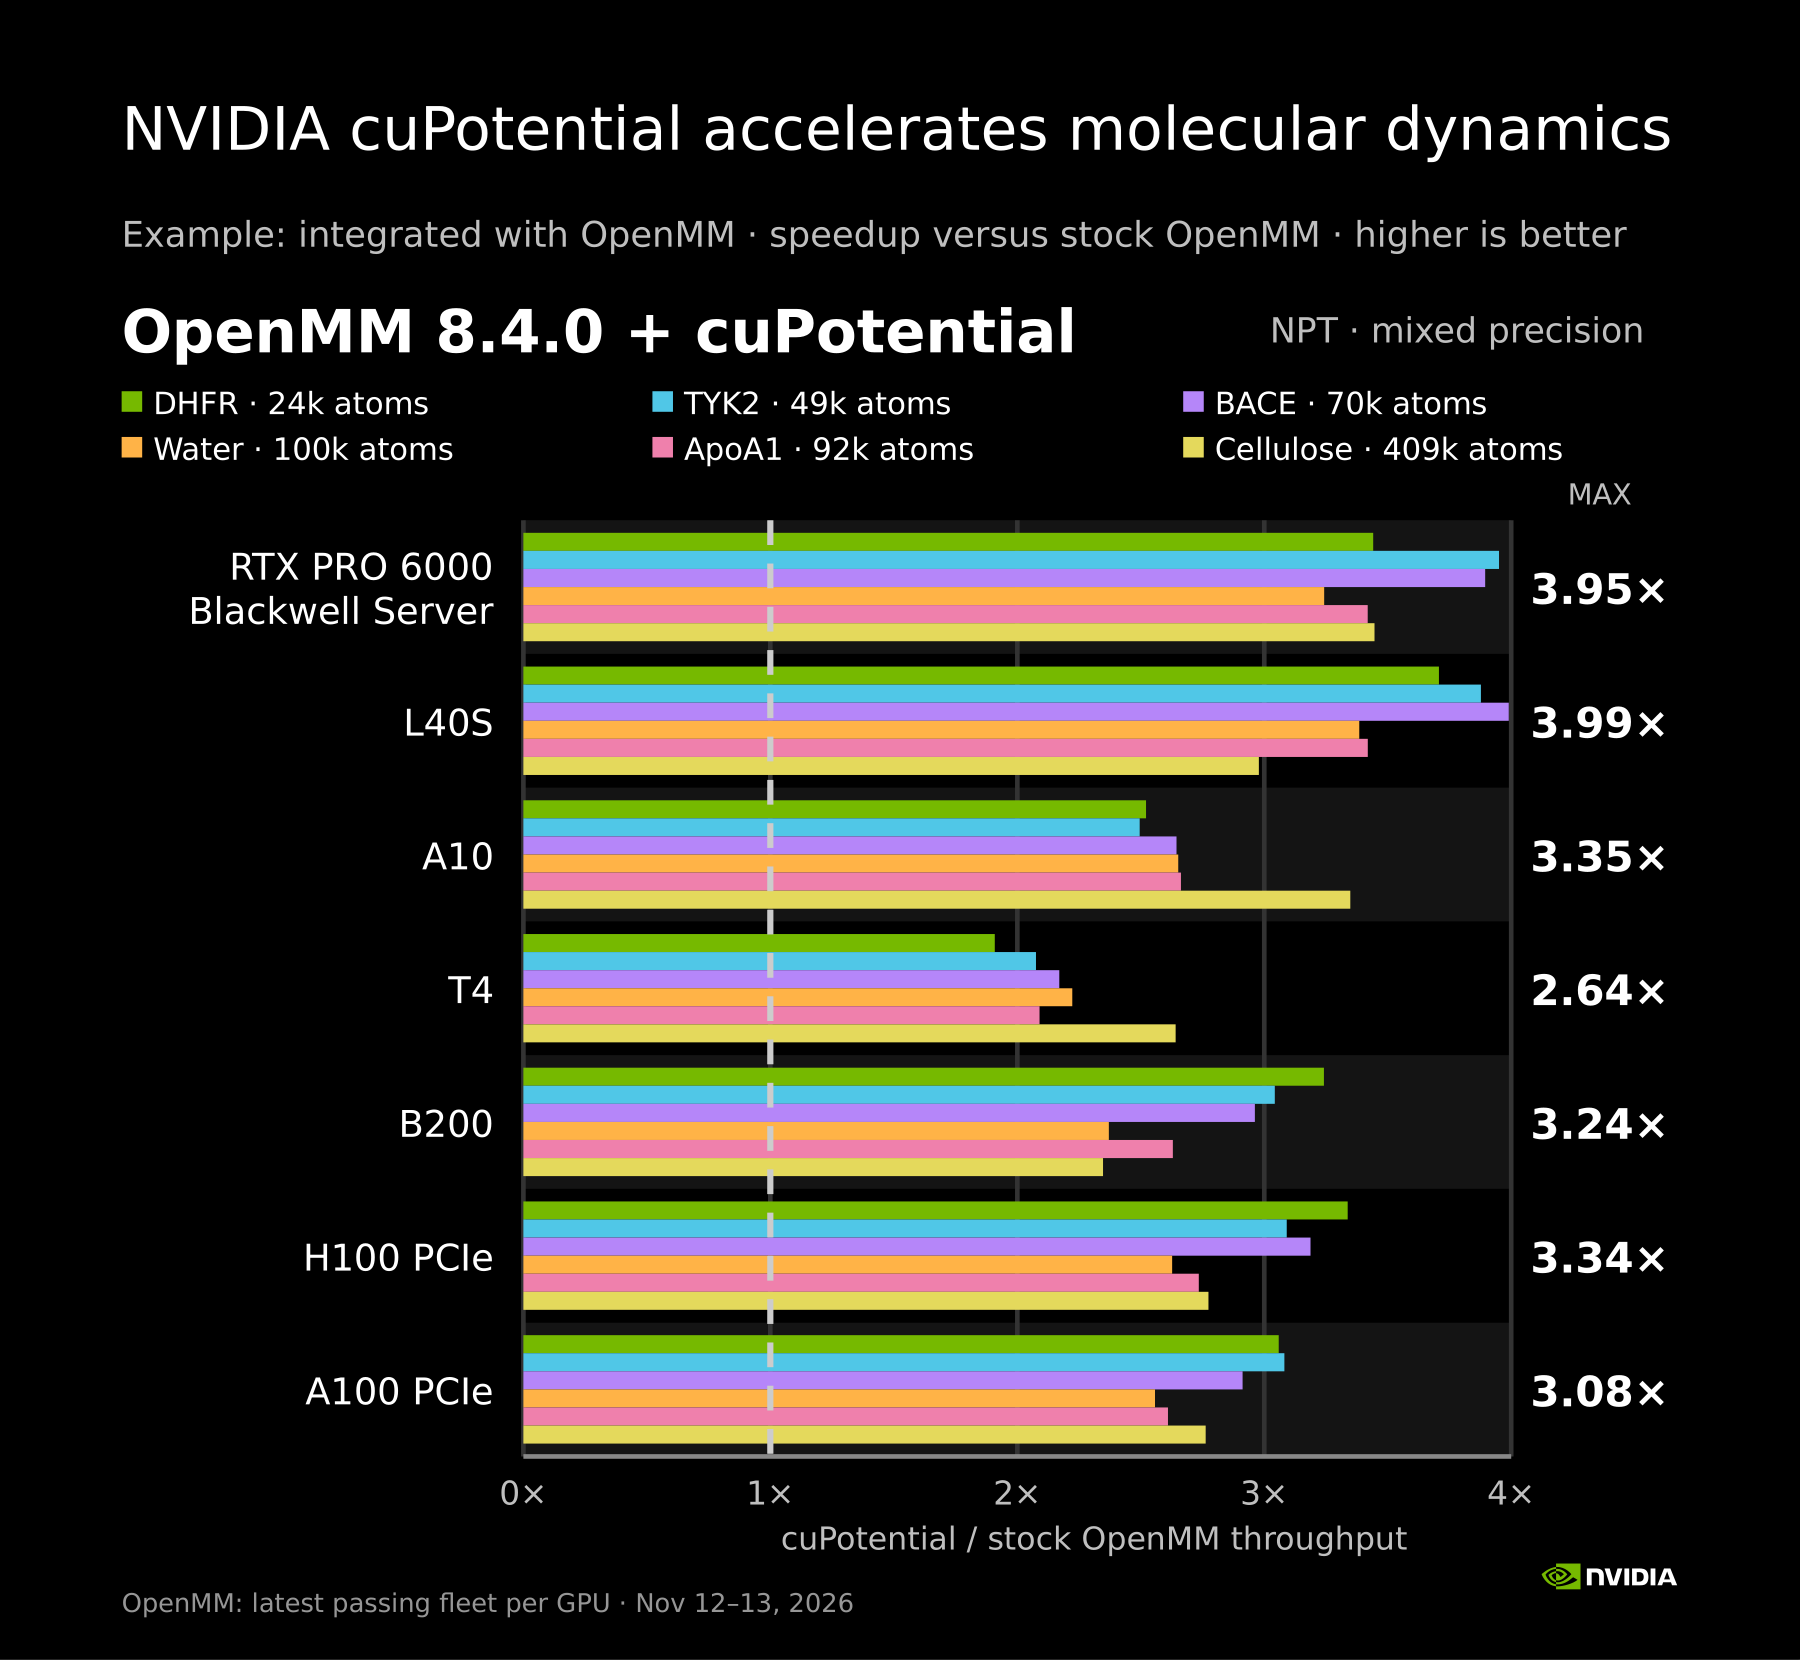 NVIDIA cuPotential accelerates molecular dynamics
Example: integrated with OpenMM · speedup versus stock OpenMM · higher is better
OpenMM 8.4.0 + cuPotential
NPT · mixed precision
DHFR · 24k atoms
TYK2 · 49k atoms
BACE · 70k atoms
Water · 100k atoms
ApoA1 · 92k atoms
Cellulose · 409k atoms
MAX
RTX PRO 6000
Blackwell Server
3.95×
L40S
3.99×
A10
3.35×
T4
2.64×
B200
3.24×
H100 PCIe
3.34×
A100 PCIe
3.08×
0×
1×
2×
3×
4×
cuPotential / stock OpenMM throughput
NVIDIA
OpenMM: latest passing fleet per GPU · Nov 12–13, 2026